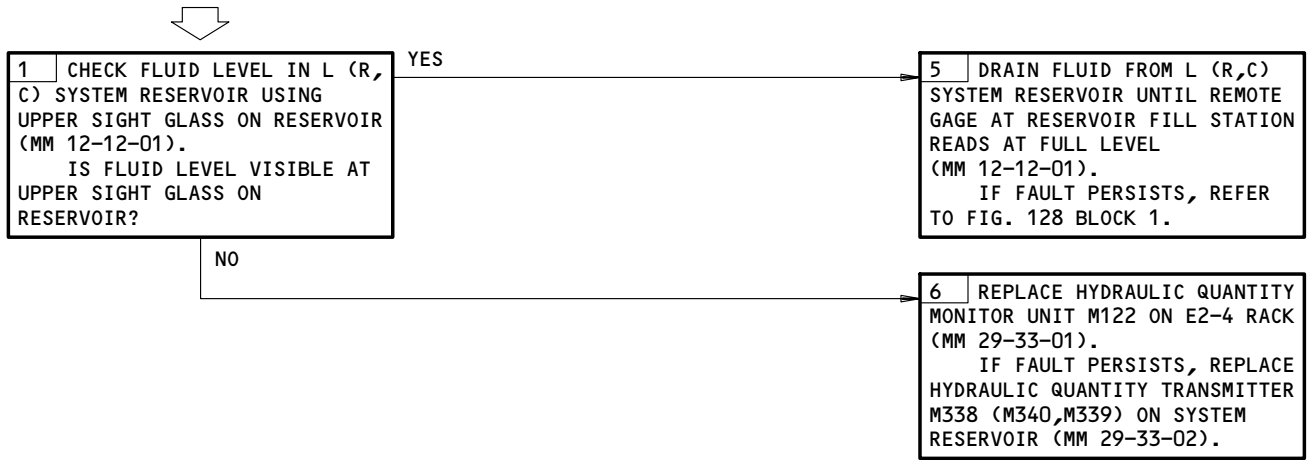 1 CHECK FLUID LEVEL IN L (R,
C) SYSTEM RESERVOIR USING
UPPER SIGHT GLASS ON RESERVOIR
(MM 12-12-01).
IS FLUID LEVEL VISIBLE AT
UPPER SIGHT GLASS ON
RESERVOIR?
YES
5 DRAIN FLUID FROM L (R,C)
SYSTEM RESERVOIR UNTIL REMOTE
GAGE AT RESERVOIR FILL STATION
READS AT FULL LEVEL
(MM 12-12-01).
IF FAULT PERSISTS, REFER
TO FIG. 128 BLOCK 1.
NO
6 REPLACE HYDRAULIC QUANTITY
MONITOR UNIT M122 ON E2-4 RACK
(MM 29-33-01).
IF FAULT PERSISTS, REPLACE
HYDRAULIC QUANTITY TRANSMITTER
M338 (M340,M339) ON SYSTEM
RESERVOIR (MM 29-33-02).